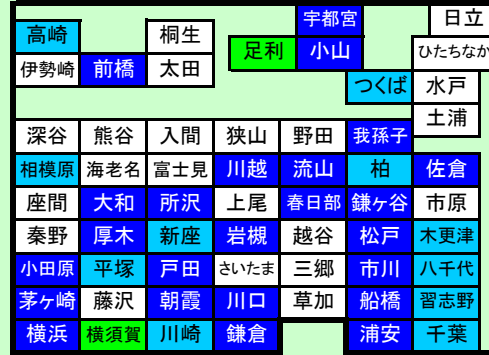 宇都宮 日立
高崎 桐生 足利 小山 ひたちなか
伊勢崎 前橋 太田 つくば 水戸
土浦
深谷 熊谷 入間 狭山 野田 我孫子
相模原 海老名 富士見 川越 流山 柏 佐倉
座間 大和 所沢 上尾 春日部 鎌ヶ谷 市原
秦野 厚木 新座 岩槻 越谷 松戸 木更津
小田原 平塚 戸田 さいたま 三郷 市川 八千代
茅ヶ崎 藤沢 朝霞 川口 草加 船橋 習志野
横浜 横須賀 川崎 鎌倉 浦安 千葉